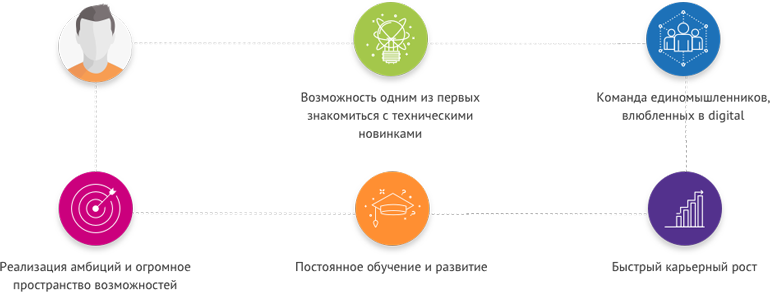 Возможность одним из первых
знакомиться с техническими
новинками
Команда единомышленников,
влюбленных в digital
Реализация амбиций и огромное
пространство возможностей
Постоянное обучение и развитие
Быстрый карьерный рост